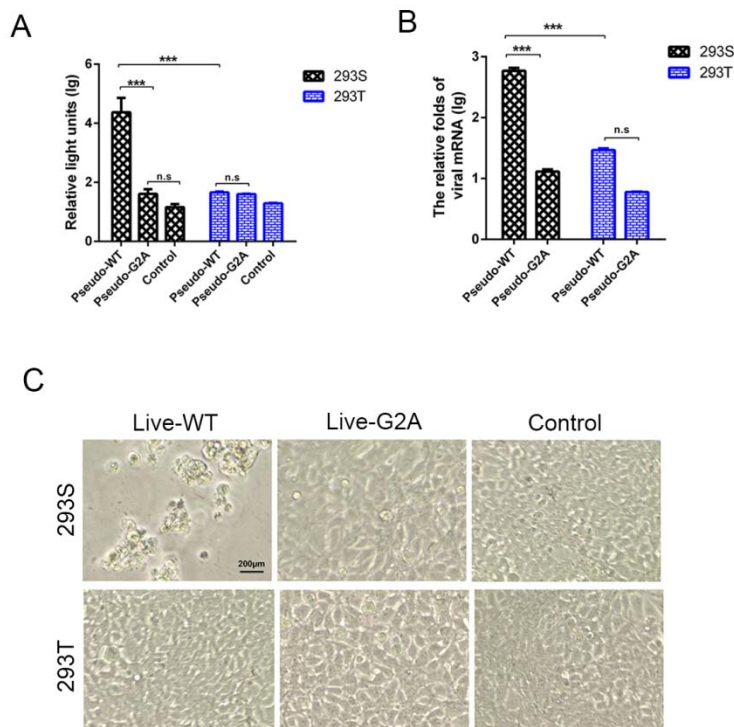 A
Relative light units (lg)
6
4
2
0
***
***
n.s
n.s
293S
293T
Pseudo-WT
Pseudo-G2A
Control
Pseudo-WT
Pseudo-G2A
Control
B
The relative folds of
viral mRNA (lg)
3
2
1
0
***
***
n.s
293S
293T
Pseudo-WT
Pseudo-G2A
Pseudo-WT
Pseudo-G2A
C
Live-WT
Live-G2A
Control
293S
200μm
293T